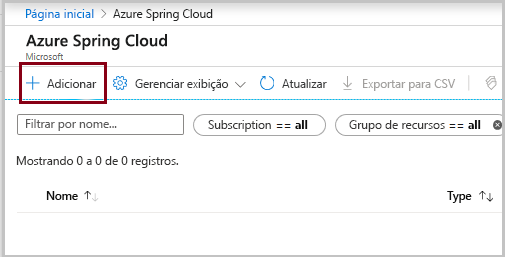 Página inicial > Azure Spring Cloud
Azure Spring Cloud
Microsoft
+ Adicionar Gerenciar exibição Atualizar Exportar para CSV
Filtrar por nome... Subscription == all Grupo de recursos == all
Mostrando 0 a 0 de 0 registros.
Nome ↑↓ Type ↑↓